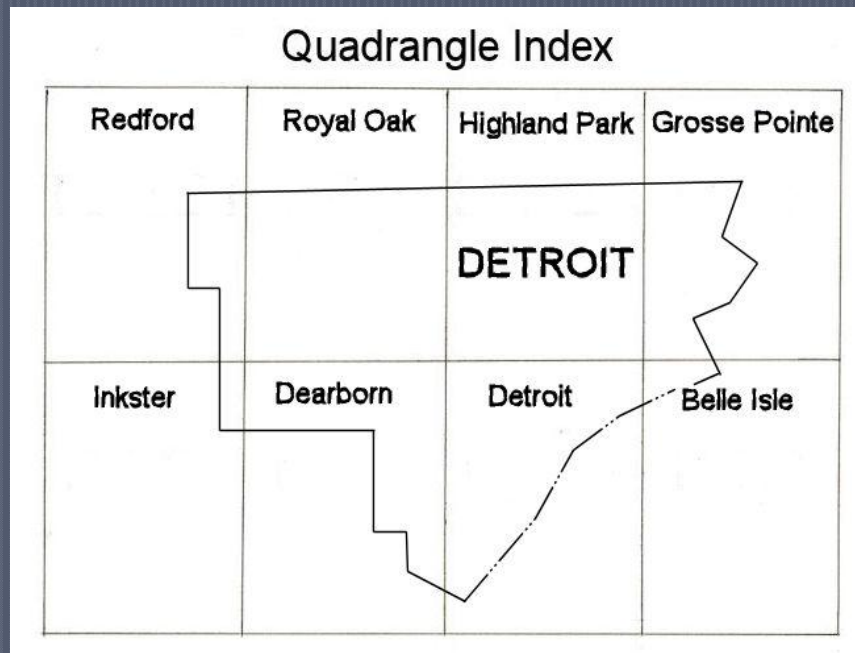 Quadrangle Index
Redford Royal Oak Highland Park Grosse Pointe
DETROIT
Inkster Dearborn Detroit Belle Isle